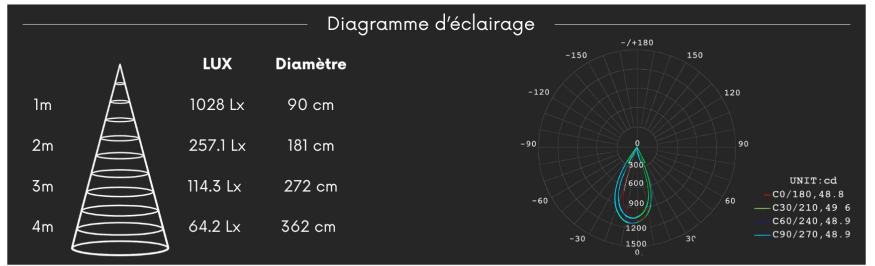 Diagramme d'éclairage
LUX Diamètre
1m 1028 Lx 90 cm
2m 257.1 Lx 181 cm
3m 114.3 Lx 272 cm
4m 64.2 Lx 362 cm
-/+180
-150 150
-120 120
-90 0 90
300
600
-60 900 60
1200
-30 1500 30
0
UNIT:cd
C0/180,48.8
C30/210,49 6
C60/240,48.9
C90/270,48.9